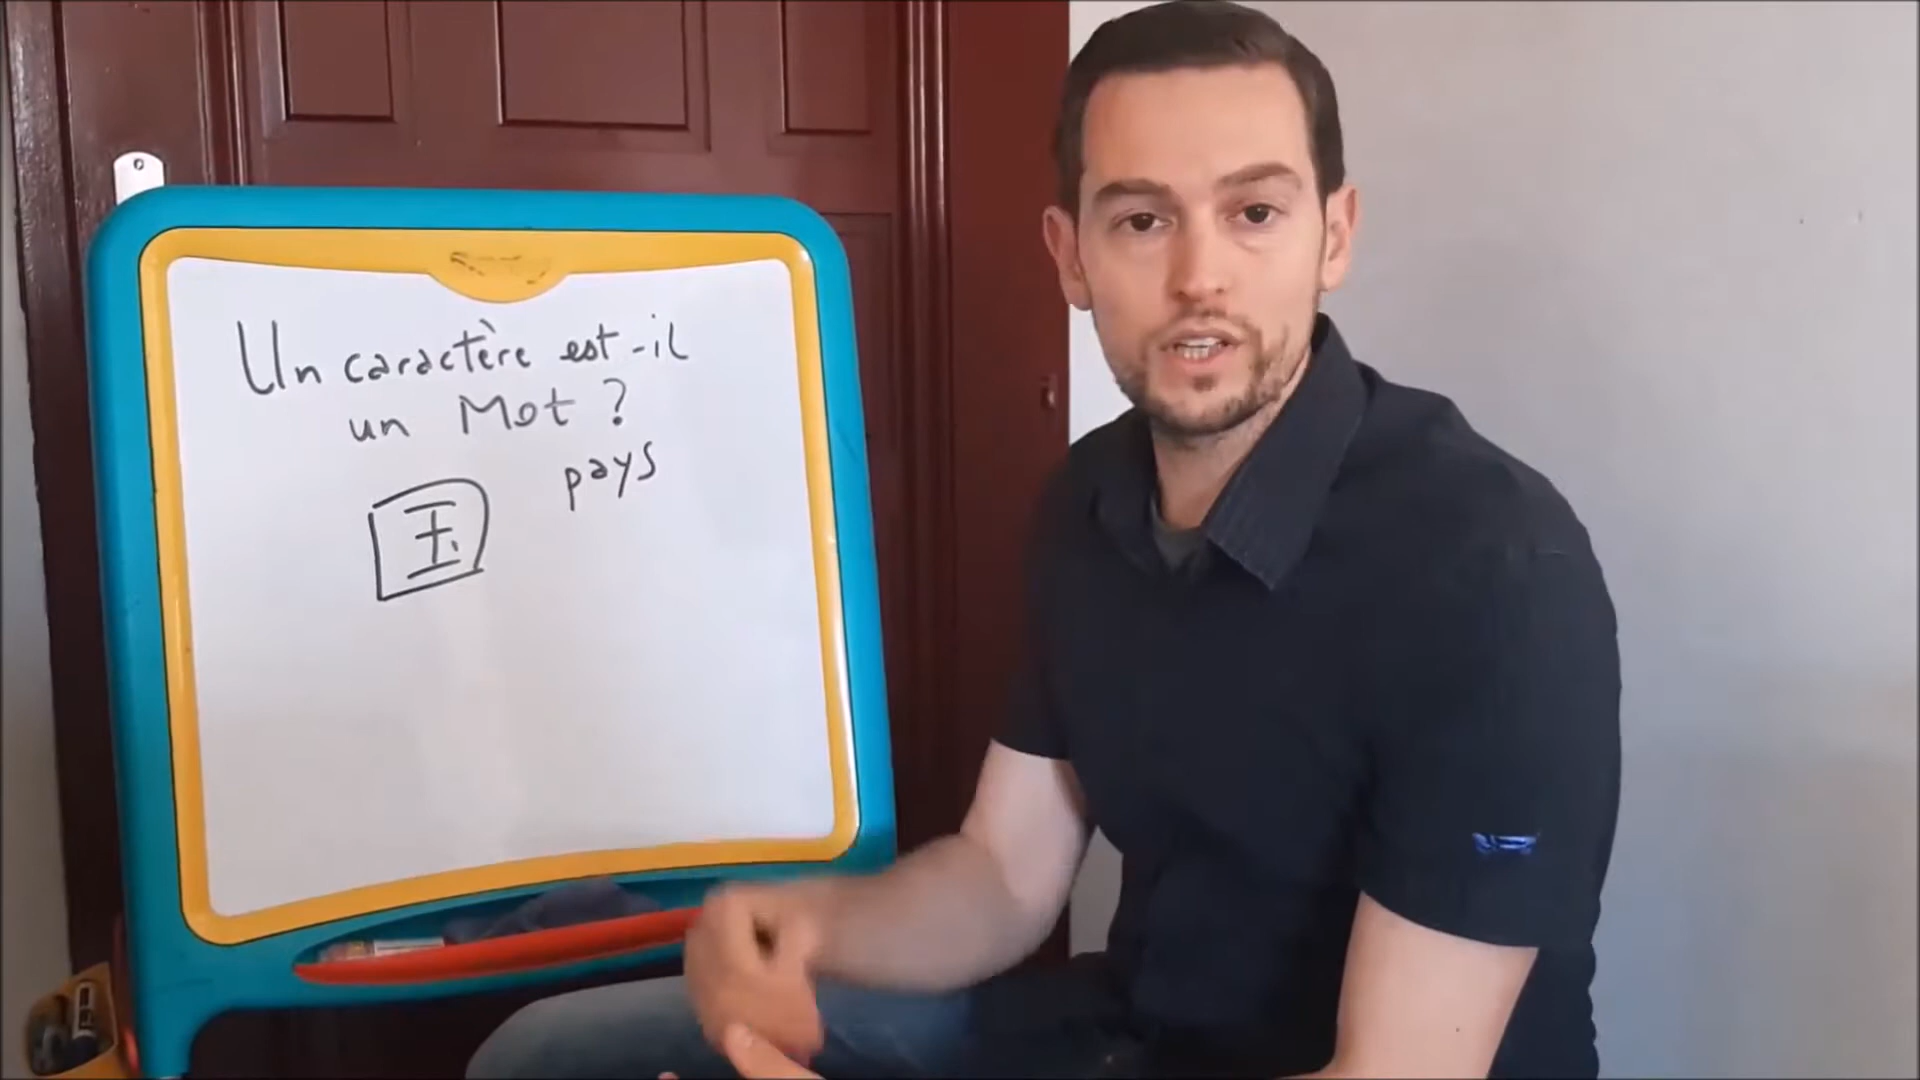 Un caractère est-il
un Mot ?
pays
国